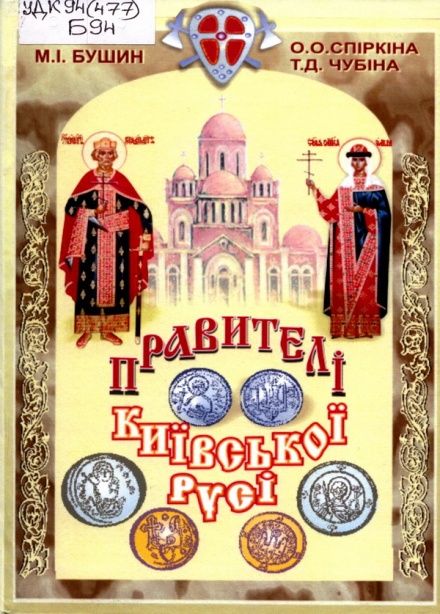 УДК 94(477)
Б94
М.І. БУШИН
О.О.СПІРКІНА
Т.Д. ЧУБІНА
ПРАВИТЕЛІ
КИЇВСЬКОЇ
РУСІ